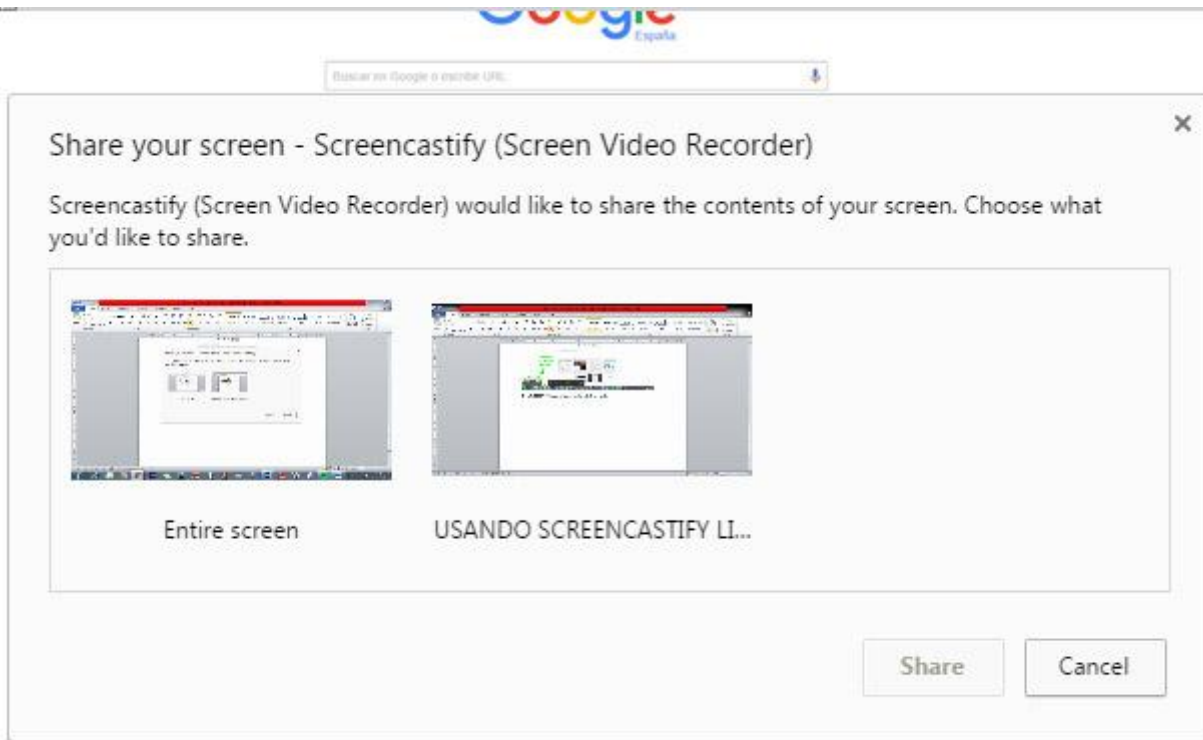 Google
España
Buscar en Google o escribir URL
Share your screen - Screencastify (Screen Video Recorder)
Screencastify (Screen Video Recorder) would like to share the contents of your screen. Choose what
you'd like to share.
Entire screen
USANDO SCREENCASTIFY LI...
Share
Cancel